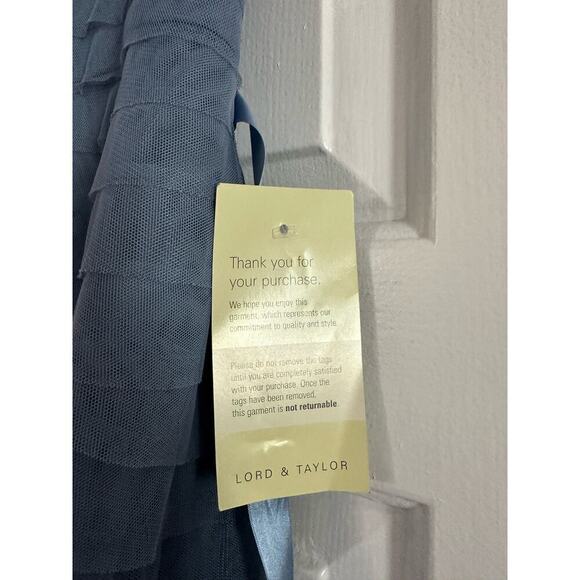 Thank you for
your purchase.
We hope you enjoy this
garment, which represents our
commitment to quality and style.
Please do not remove the tags
until you are completely satisfied
with your purchase. Once the
tags have been removed,
this garment is not returnable.
LORD & TAYLOR